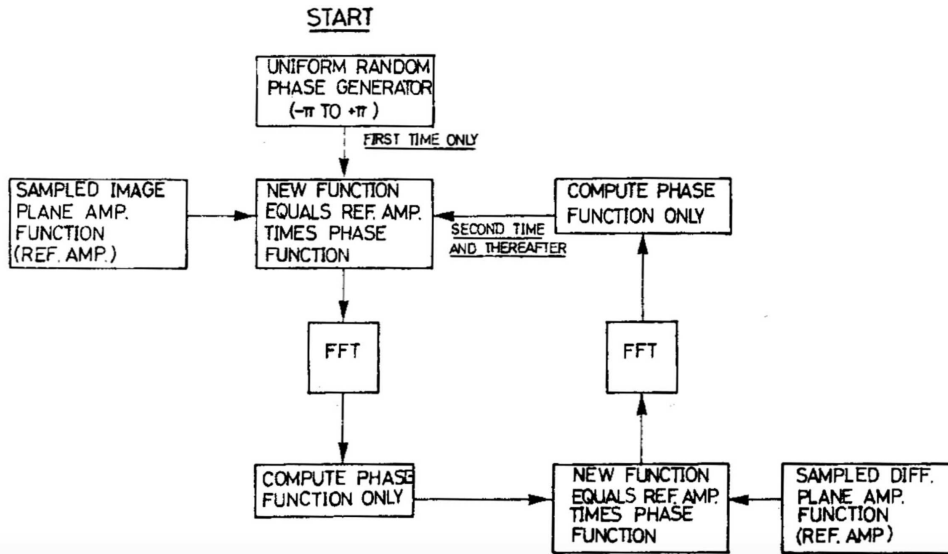 START
UNIFORM RANDOM
PHASE GENERATOR
(-π TO +π)
FIRST TIME ONLY
SAMPLED IMAGE
PLANE AMP.
FUNCTION
(REF. AMP.)
NEW FUNCTION
EQUALS REF. AMP.
TIMES PHASE
FUNCTION
SECOND TIME
AND THEREAFTER
COMPUTE PHASE
FUNCTION ONLY
FFT
FFT
COMPUTE PHASE
FUNCTION ONLY
NEW FUNCTION
EQUALS REF. AMP.
TIMES PHASE
FUNCTION
SAMPLED DIFF.
PLANE AMP.
FUNCTION
(REF. AMP)